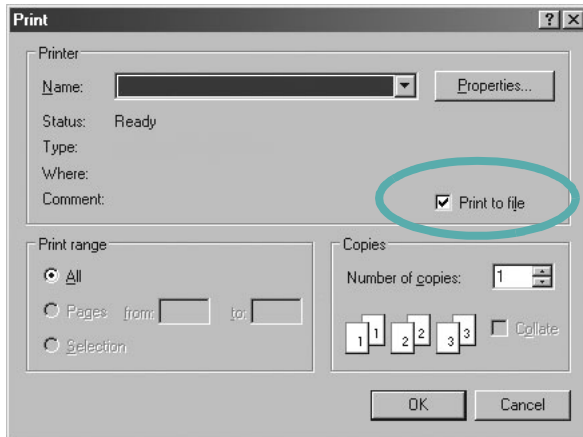 Print
Printer
Name:
Properties...
Status: Ready
Type:
Where:
Comment:
Print to file
Print range
All
Pages from: to:
Selection
Copies
Number of copies: 1
1 1 2 2 3 3
Collate
OK Cancel